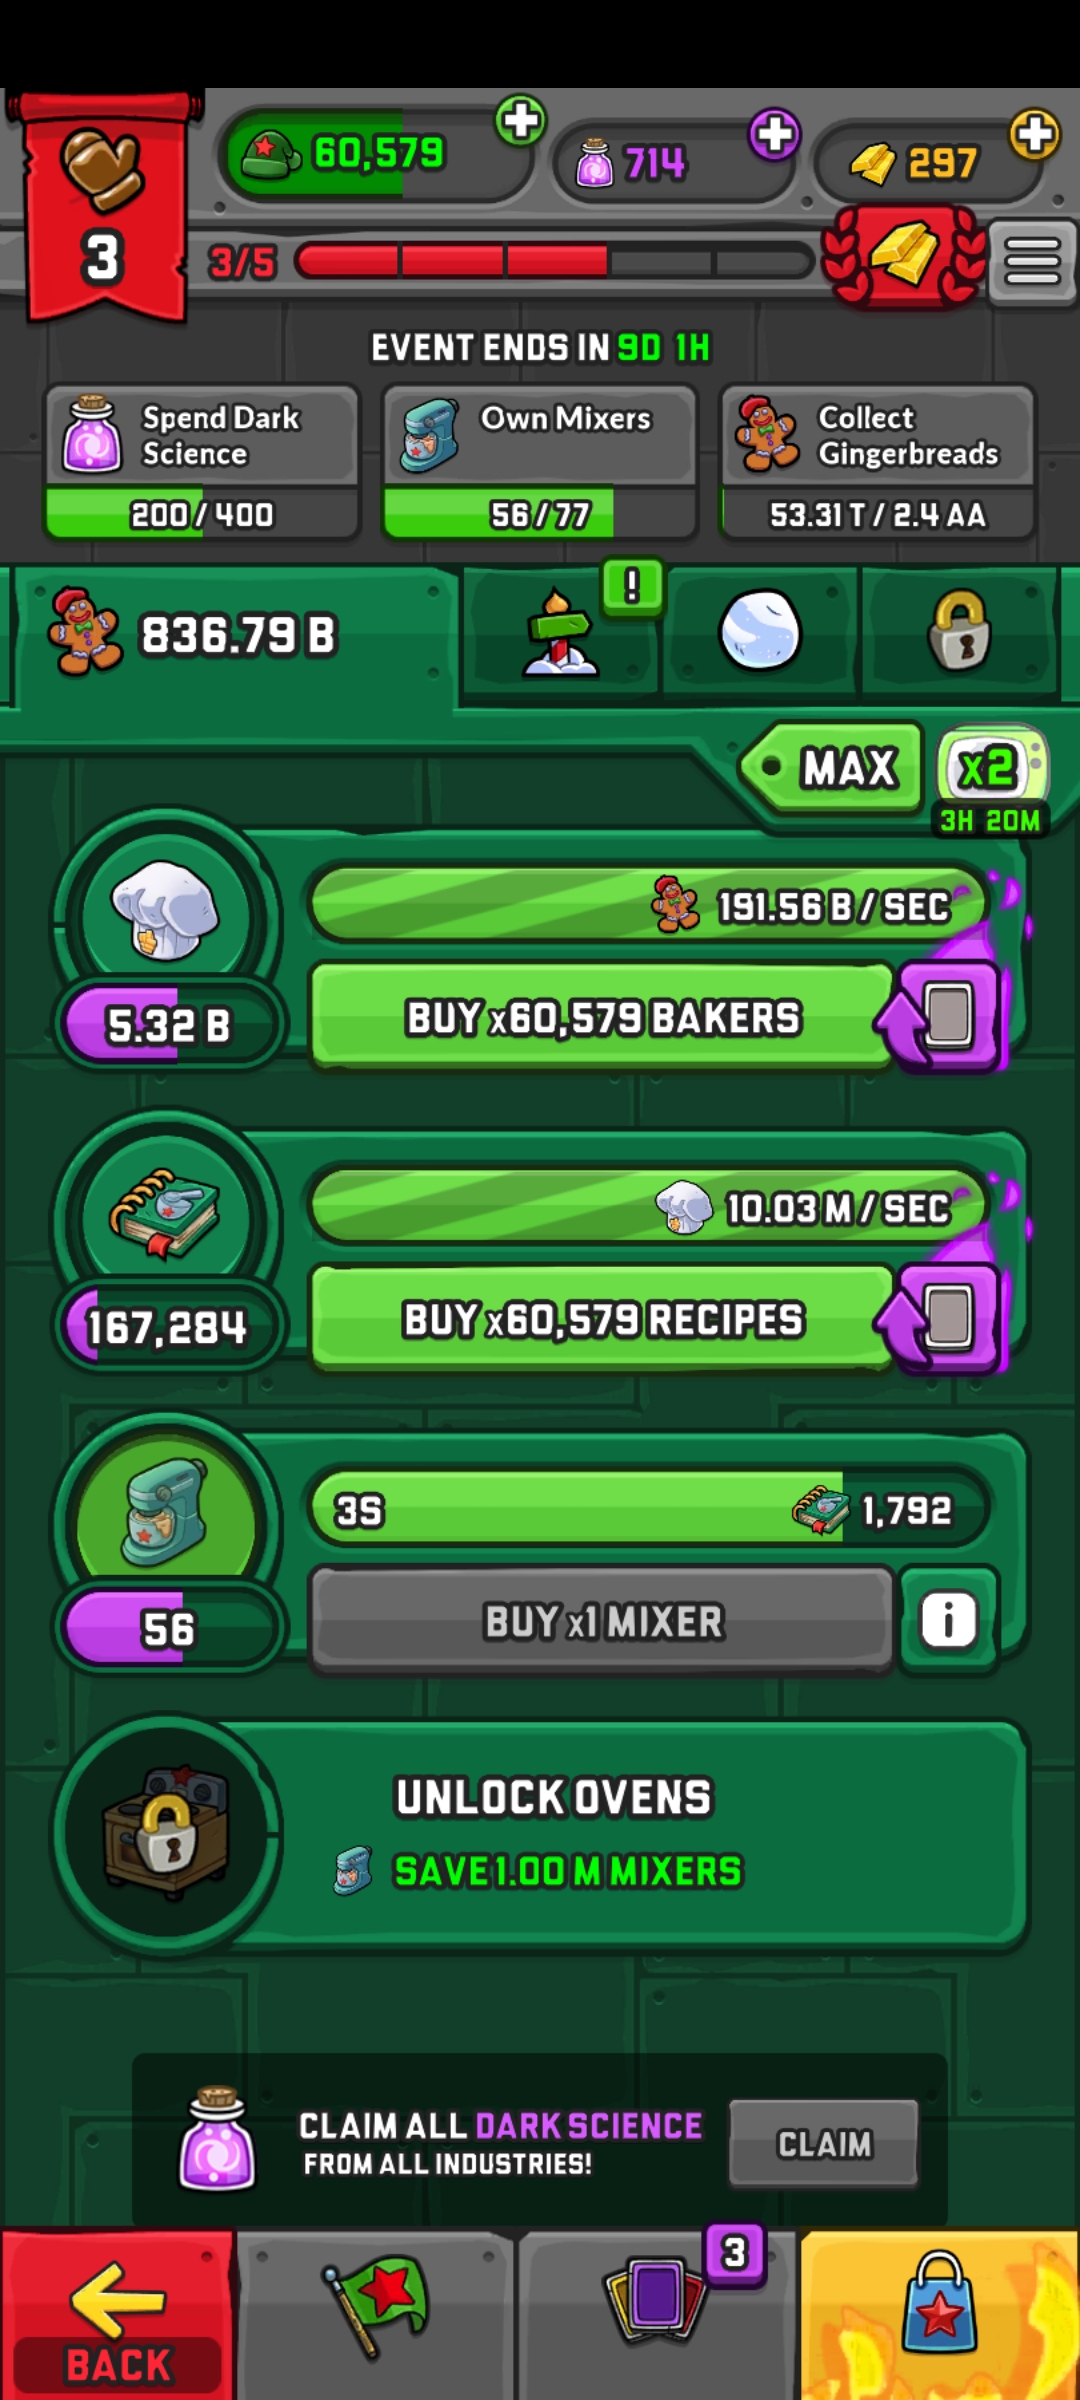 60,579
714
297
3
3/5
EVENT ENDS IN 9D 1H
Spend Dark
Science
200/400
Own Mixers
56/77
Collect
Gingerbreads
53.31 T / 2.4 AA
836.79 B
!
MAX
x2
3H 20M
191.56 B / SEC
5.32 B
BUY x60,579 BAKERS
10.03 M / SEC
167,284
BUY x60,579 RECIPES
3S
1,792
56
BUY x1 MIXER
i
UNLOCK OVENS
SAVE 1.00 M MIXERS
CLAIM ALL DARK SCIENCE
FROM ALL INDUSTRIES!
CLAIM
3
BACK